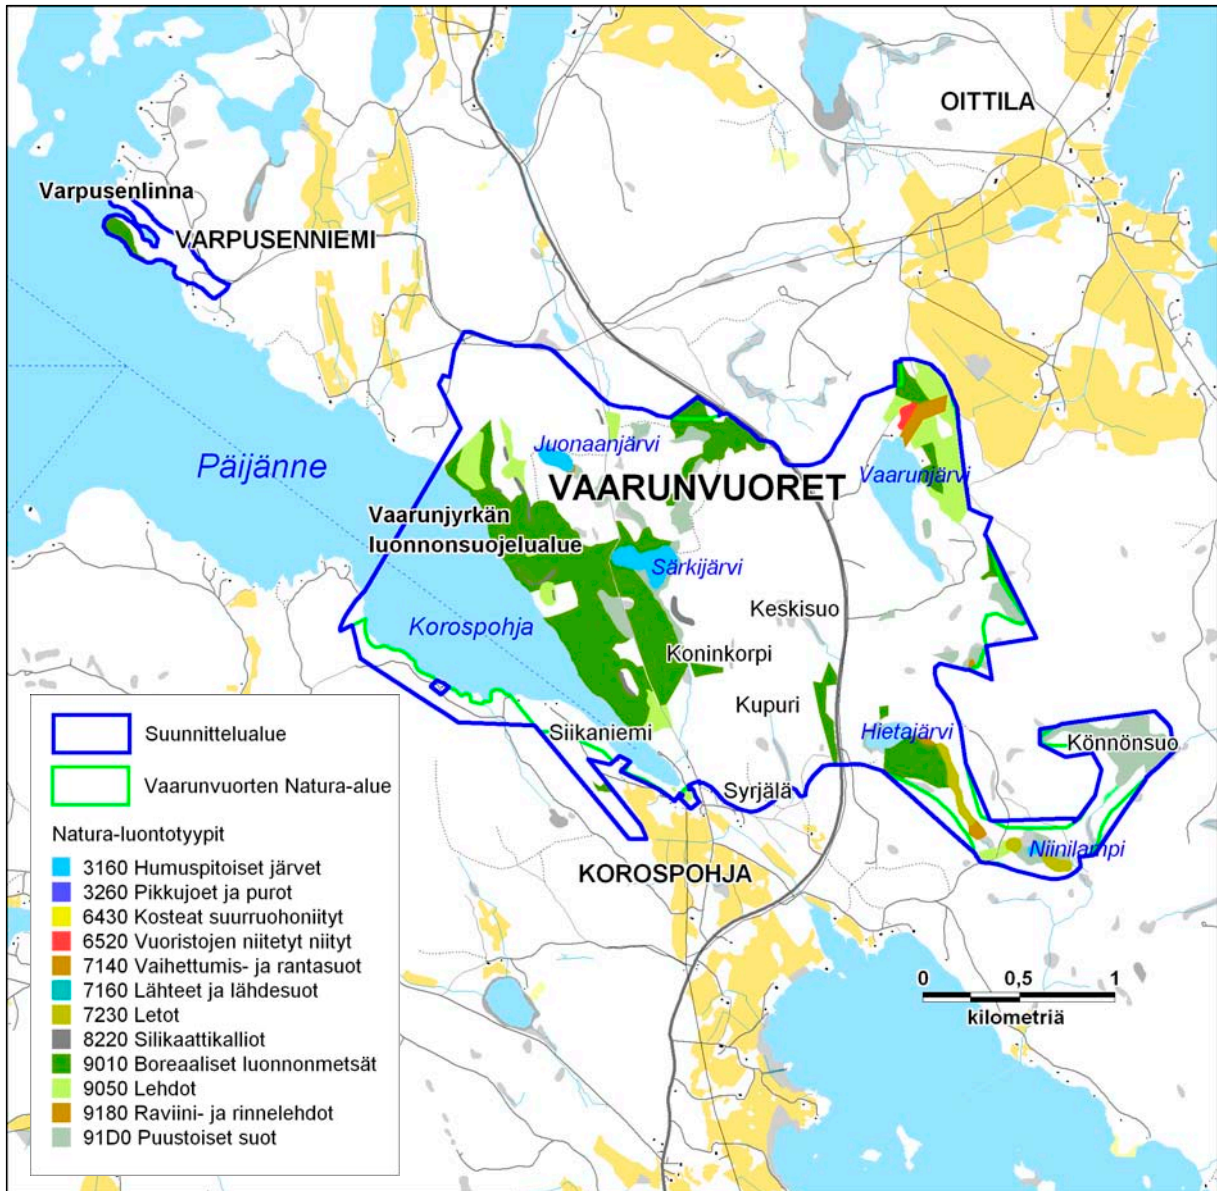 OITTILA
Varpusenlinna
VARPUSENNIEMI
Päijänne
Juonaanjärvi
VAARUNVUORET
Vaarunjärvi
Vaarunjyrkän
luonnonsuojelualue
Särkijärvi
Korospohja
Keskisuo
Koninkorpi
Kupuri
Siikaniemi
Hietajärvi
Könnönsuo
Syrjälä
Niinilampi
KOROSPOHJA
Suunnittelualue
Vaarunvuorten Natura-alue
Natura-luontotyypit
3160 Humuspitoiset järvet
3260 Pikkujoet ja purot
6430 Kosteat suurruohoniityt
6520 Vuoristojen niitetyt niityt
7140 Vaihettumis- ja rantasuot
7160 Lähteet ja lähdesuot
7230 Letot
8220 Silikaattikalliot
9010 Boreaaliset luonnonmetsät
9050 Lehdot
9180 Raviini- ja rinnelehdot
91D0 Puustoiset suot
0 0,5 1
kilometriä